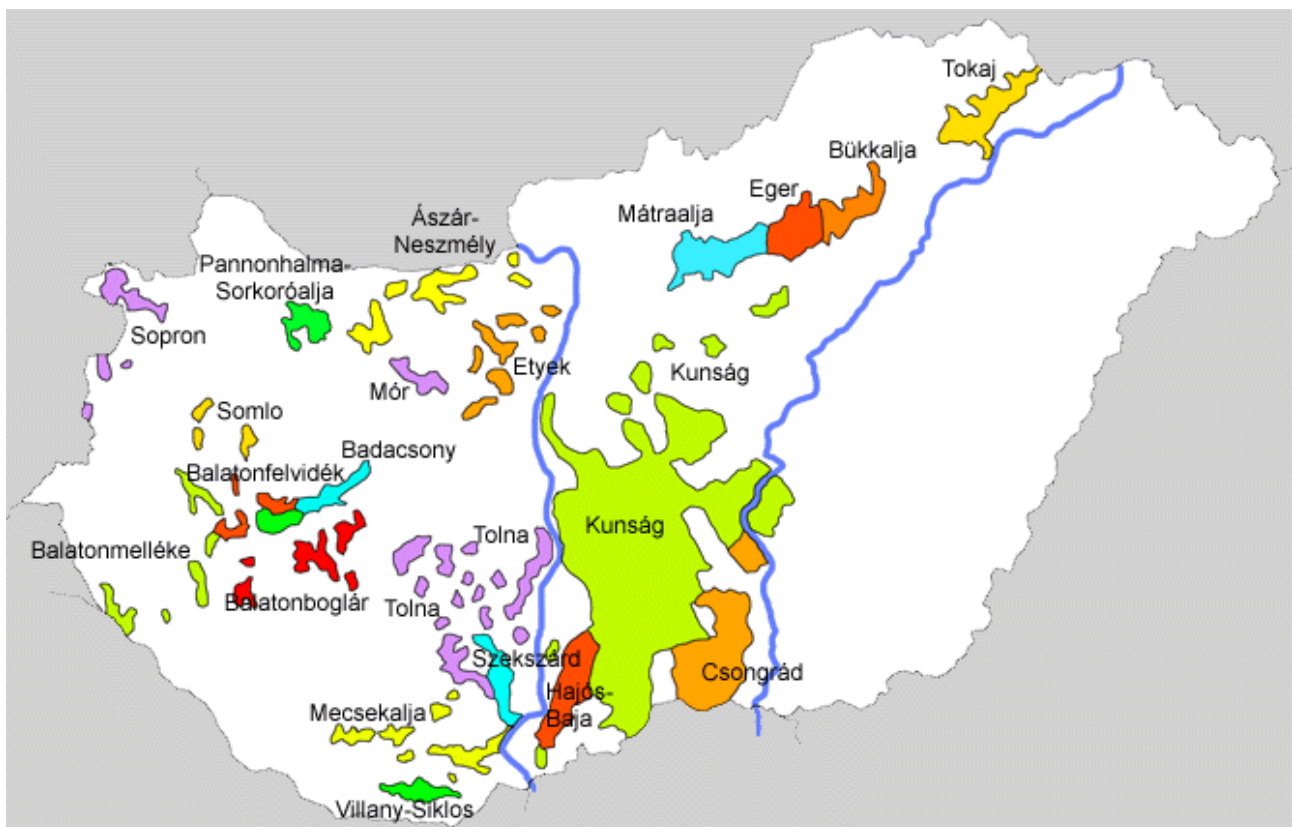 Tokaj
Bükkalja
Eger
Mátraalja
Ászár-
Neszmély
Pannonhalma-
Sorkoróalja
Sopron
Etyek
Mór
Kunság
Somlo
Badacsony
Balatonfelvidék
Kunság
Tolna
Balatonmelléke
Balatonboglár
Tolna
Szekszárd
Csongrád
Hajós-
Baja
Mecsekalja
Villany-Siklos